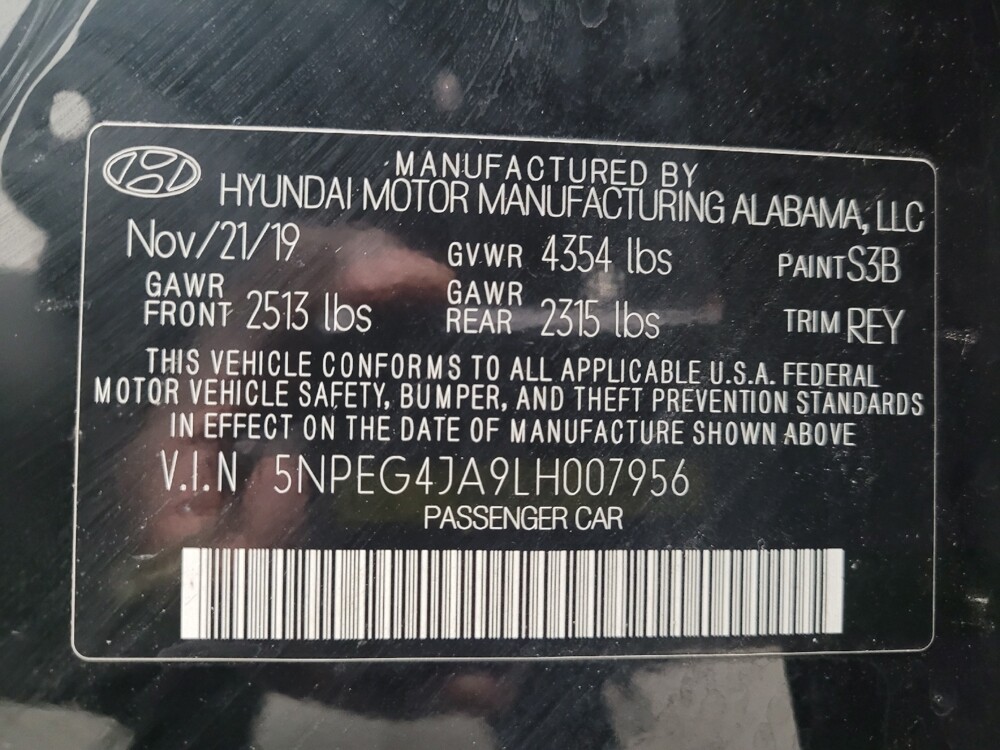 MANUFACTURED BY
HYUNDAI MOTOR MANUFACTURING ALABAMA, LLC
Nov/21/19 GVWR 4354 lbs PAINT S3B
GAWR FRONT 2513 lbs GAWR REAR 2315 lbs TRIM REY
THIS VEHICLE CONFORMS TO ALL APPLICABLE U.S.A. FEDERAL
MOTOR VEHICLE SAFETY, BUMPER, AND THEFT PREVENTION STANDARDS
IN EFFECT ON THE DATE OF MANUFACTURE SHOWN ABOVE
V.I.N 5NPEG4JA9LH007956
PASSENGER CAR